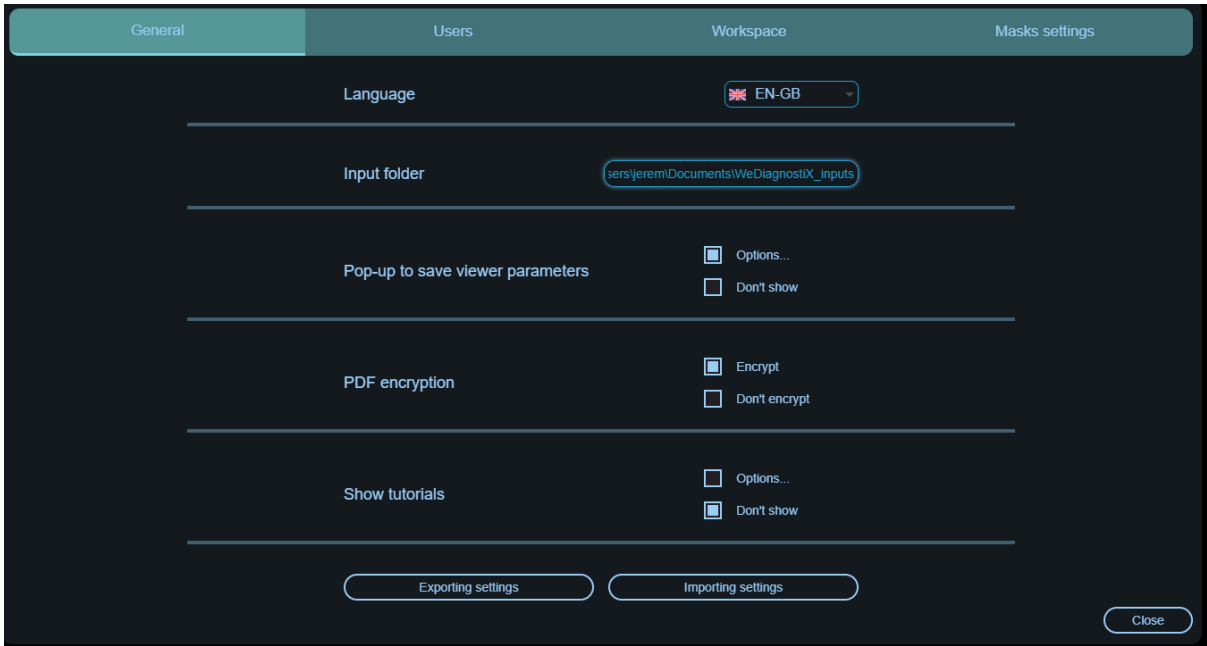 General Users Workspace Masks settings
Language EN-GB
Input folder sers\jerem\Documents\WeDiagnostiX_inputs
Pop-up to save viewer parameters
Options...
Don't show
PDF encryption
Encrypt
Don't encrypt
Show tutorials
Options...
Don't show
Exporting settings Importing settings
Close